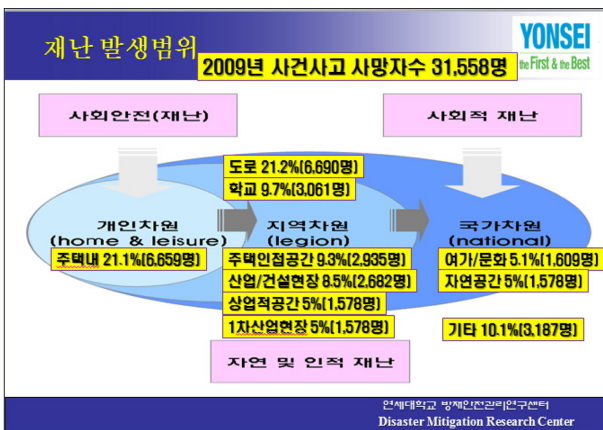 재난 발생범위
2009년 사건사고 사망자수 31,558명
YONSEI
the First & the Best
사회안전(재난)
사회적 재난
도로 21.2%(6,690명)
학교 9.7%(3,061명)
개인차원
(home & leisure)
주택내 21.1%(6,659명)
지역차원
(legion)
주택인접공간 9.3%(2,935명)
산업/건설현장 8.5%(2,682명)
상업적공간 5%(1,578명)
1차산업현장 5%(1,578명)
국가차원
(national)
여가/문화 5.1%(1,609명)
자연공간 5%(1,578명)
기타 10.1%(3,187명)
자연 및 인적 재난
연세대학교 방재안전관리연구센터
Disaster Mitigation Research Center